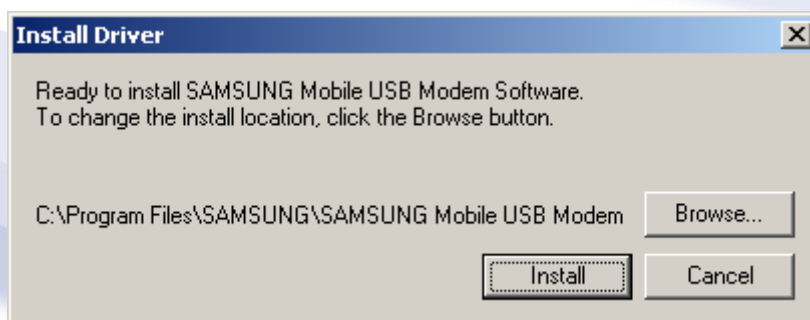 Install Driver
Ready to install SAMSUNG Mobile USB Modem Software.
To change the install location, click the Browse button.
C:\Program Files\SAMSUNG\SAMSUNG Mobile USB Modem
Browse...
Install
Cancel